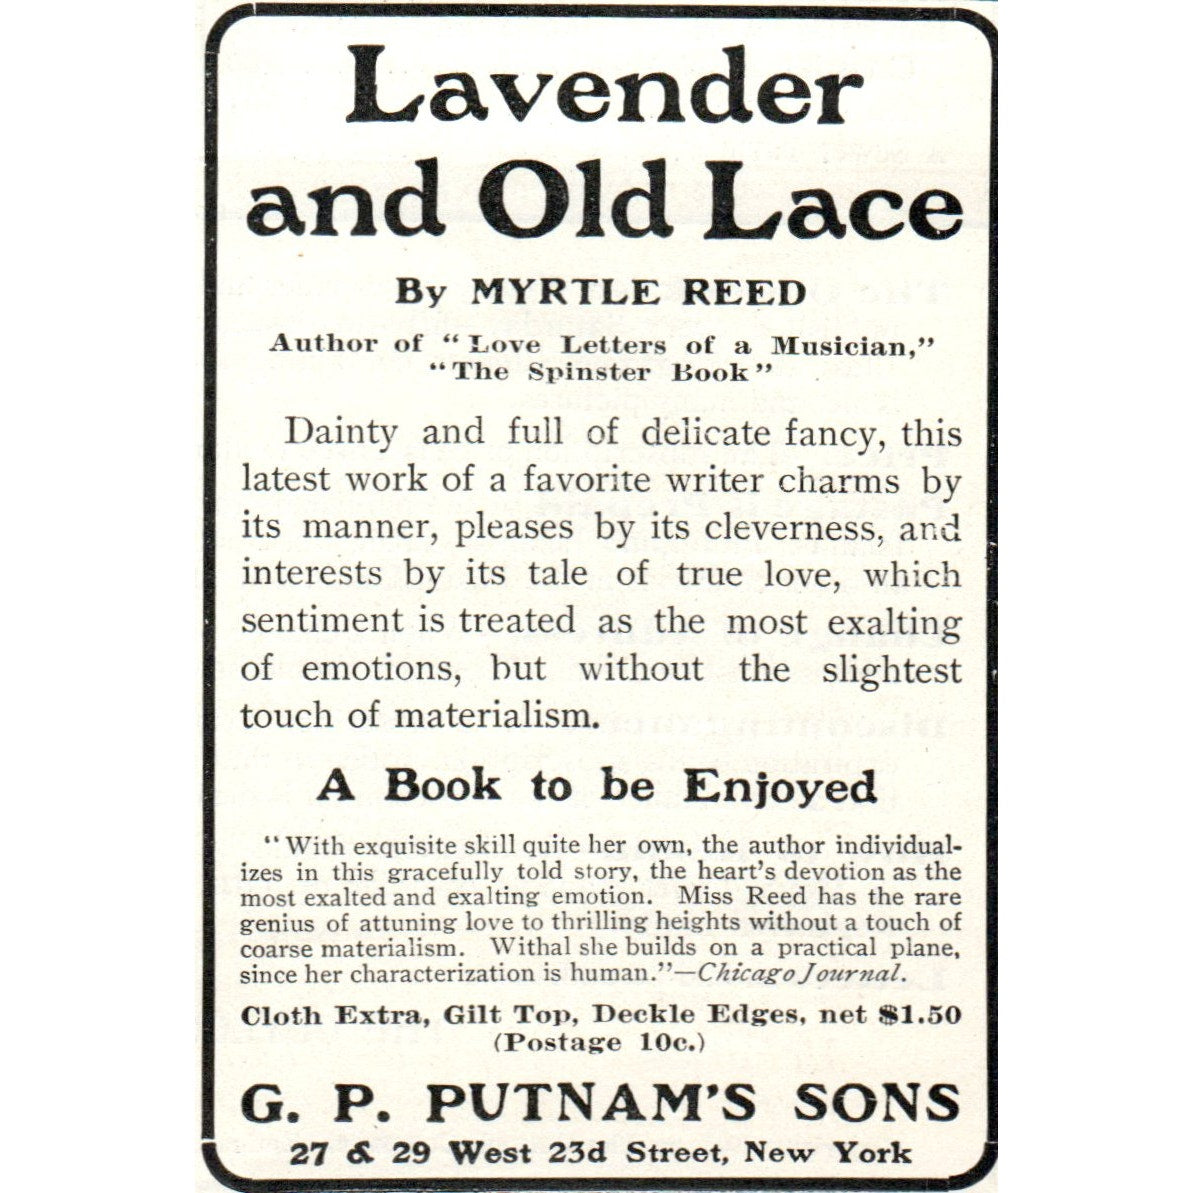 Lavender
and Old Lace
By MYRTLE REED
Author of "Love Letters of a Musician,"
"The Spinster Book"
Dainty and full of delicate fancy, this
latest work of a favorite writer charms by
its manner, pleases by its cleverness, and
interests by its tale of true love, which
sentiment is treated as the most exalting
of emotions, but without the slightest
touch of materialism.
A Book to be Enjoyed
"With exquisite skill quite her own, the author individual-
izes in this gracefully told story, the heart's devotion as the
most exalted and exalting emotion. Miss Reed has the rare
genius of attuning love to thrilling heights without a touch of
coarse materialism. Withal she builds on a practical plane,
since her characterization is human."—Chicago Journal.
Cloth Extra, Gilt Top, Deckle Edges, net $1.50
(Postage 10c.)
G. P. PUTNAM'S SONS
27 & 29 West 23d Street, New York